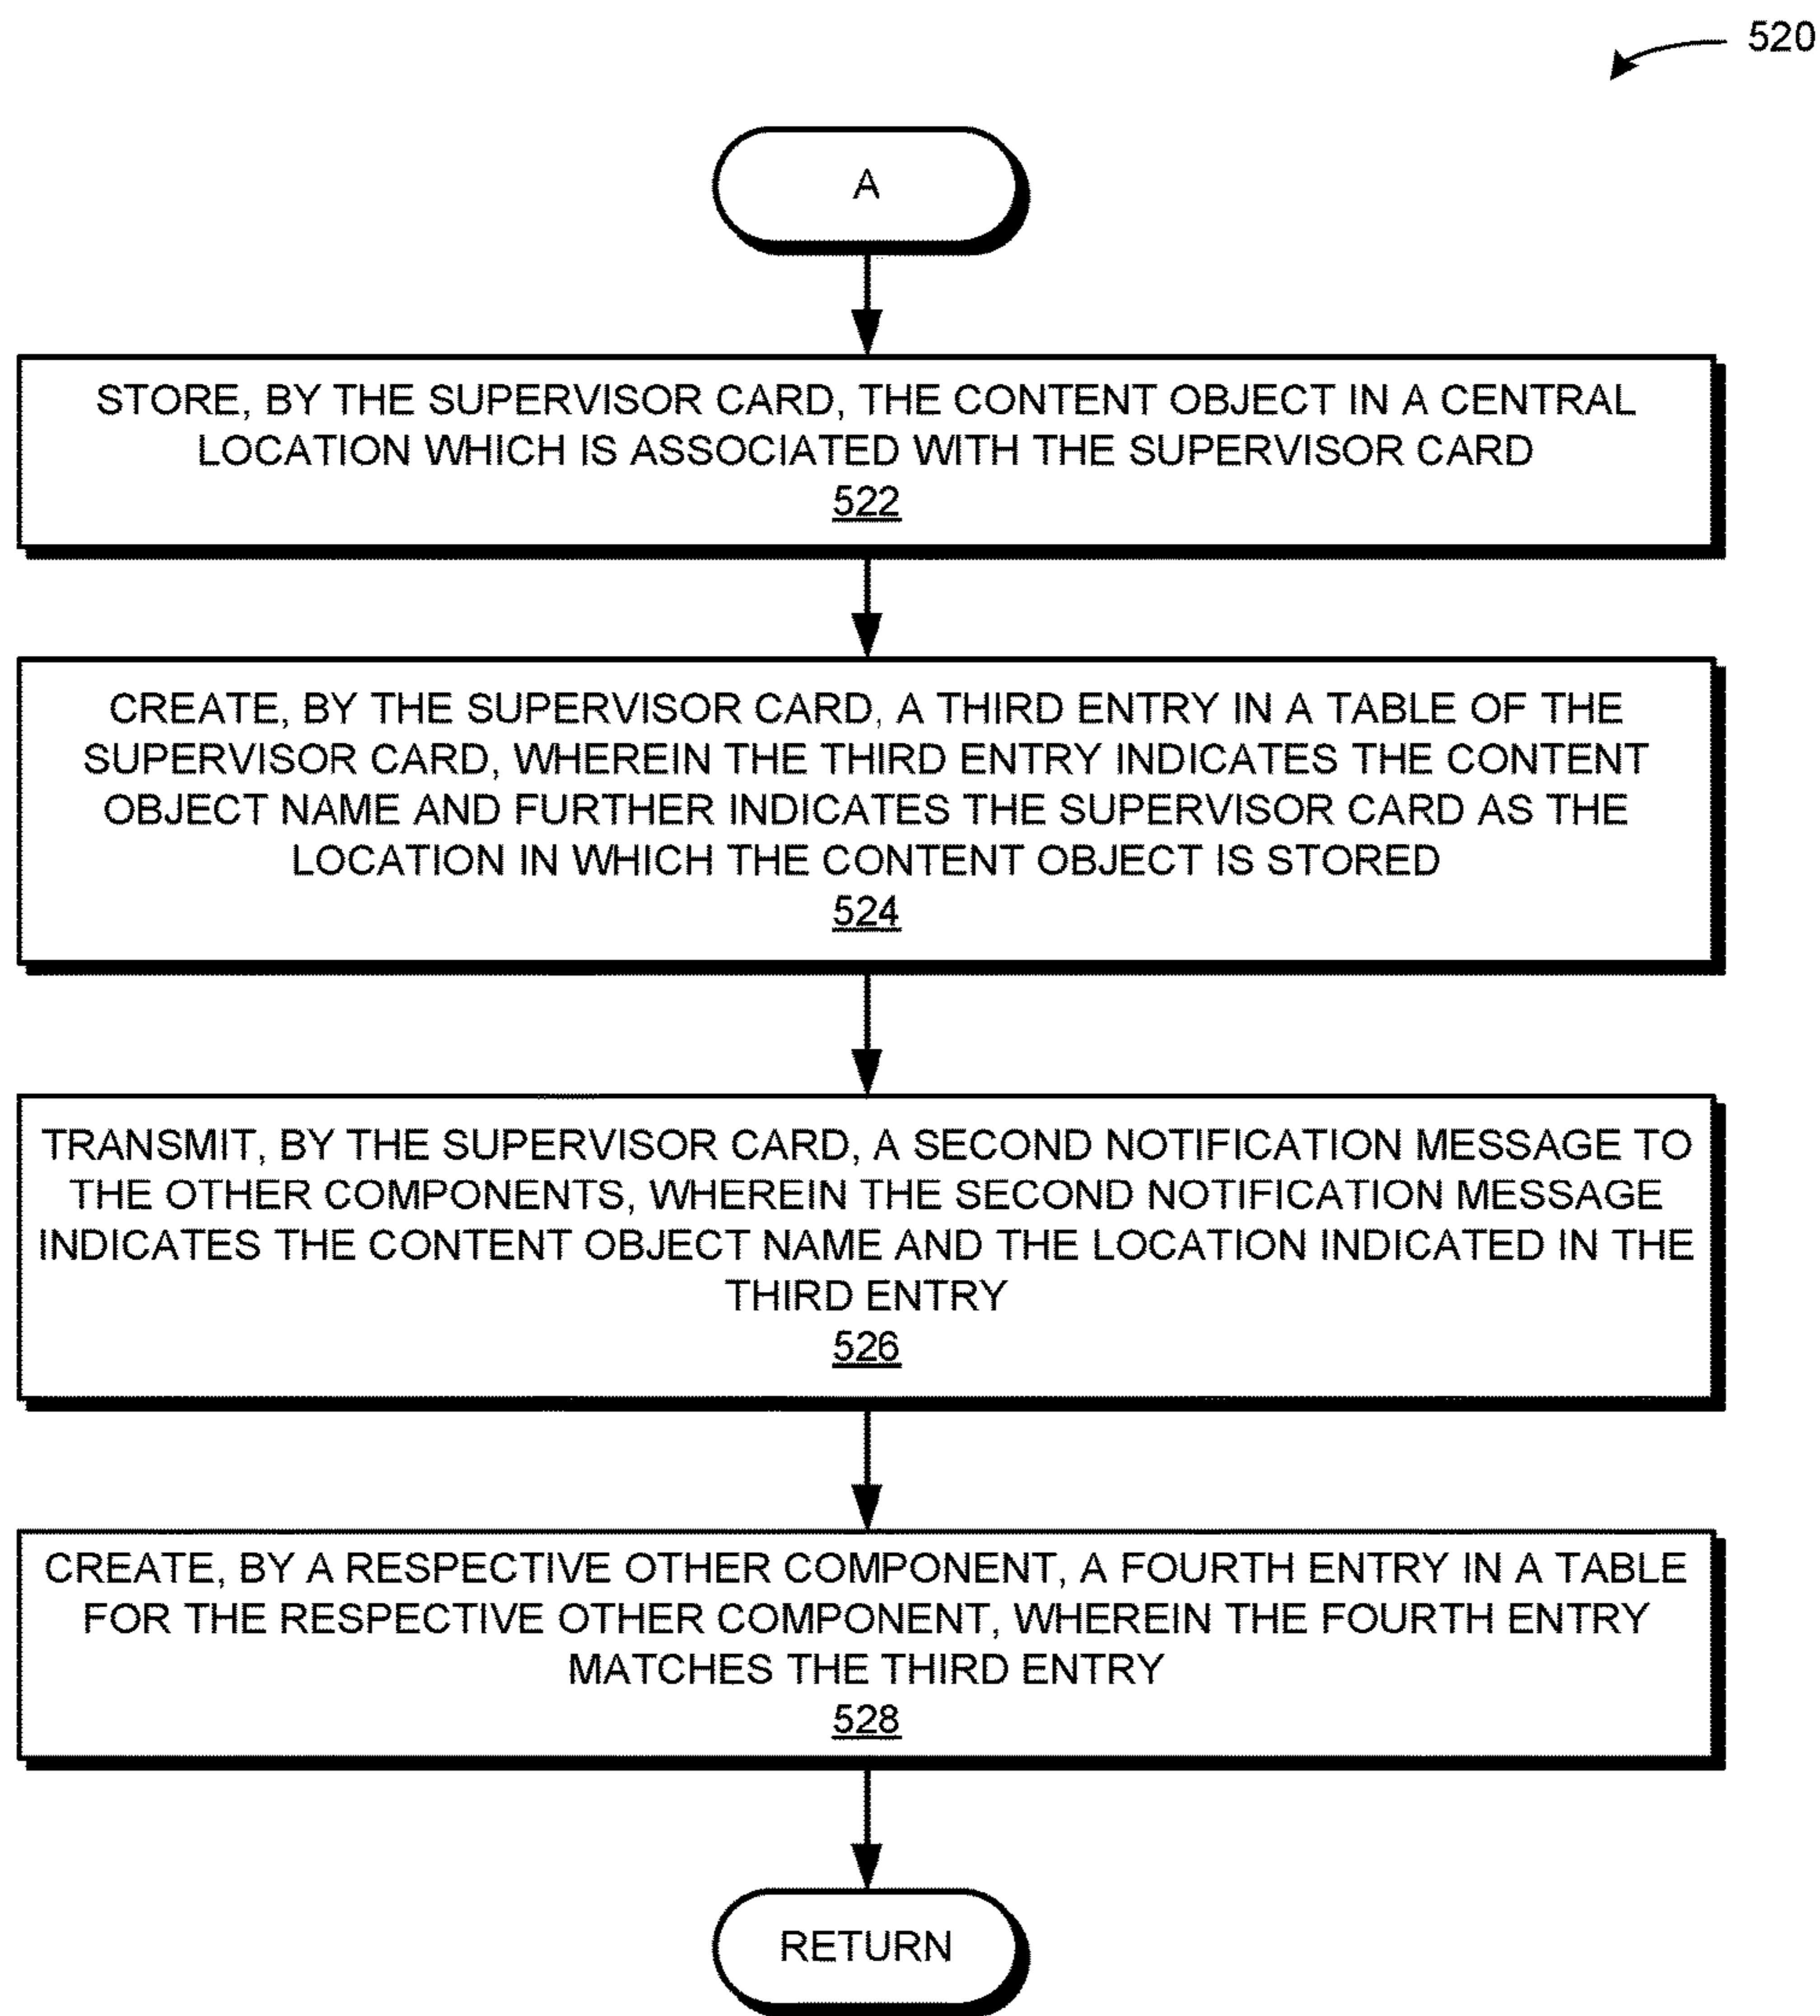 520
A
STORE, BY THE SUPERVISOR CARD, THE CONTENT OBJECT IN A CENTRAL
LOCATION WHICH IS ASSOCIATED WITH THE SUPERVISOR CARD
522
CREATE, BY THE SUPERVISOR CARD, A THIRD ENTRY IN A TABLE OF THE
SUPERVISOR CARD, WHEREIN THE THIRD ENTRY INDICATES THE CONTENT
OBJECT NAME AND FURTHER INDICATES THE SUPERVISOR CARD AS THE
LOCATION IN WHICH THE CONTENT OBJECT IS STORED
524
TRANSMIT, BY THE SUPERVISOR CARD, A SECOND NOTIFICATION MESSAGE TO
THE OTHER COMPONENTS, WHEREIN THE SECOND NOTIFICATION MESSAGE
INDICATES THE CONTENT OBJECT NAME AND THE LOCATION INDICATED IN THE
THIRD ENTRY
526
CREATE, BY A RESPECTIVE OTHER COMPONENT, A FOURTH ENTRY IN A TABLE
FOR THE RESPECTIVE OTHER COMPONENT, WHEREIN THE FOURTH ENTRY
MATCHES THE THIRD ENTRY
528
RETURN